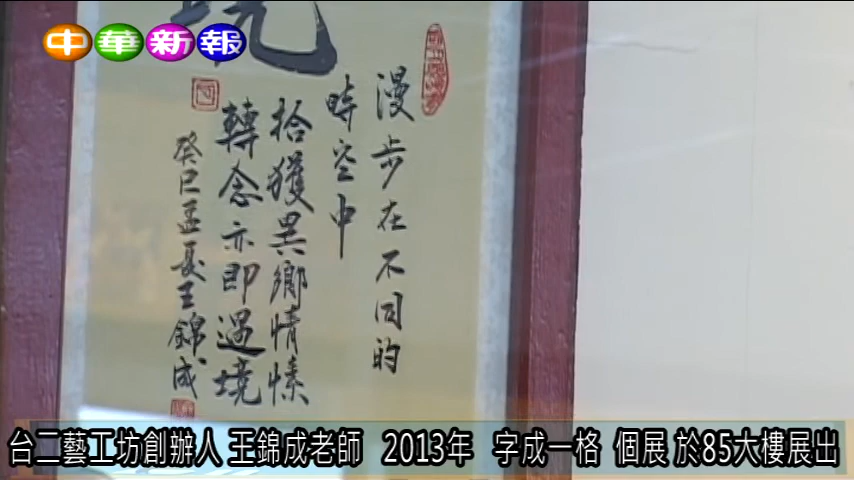 中華新報
境
漫步在不同的
時空中
拾獲異鄉情愫
轉念亦即過境
癸巳孟夏王錦成
台二藝工坊創辦人 王錦成老師 2013年 字成一格 個展 於85大樓展出